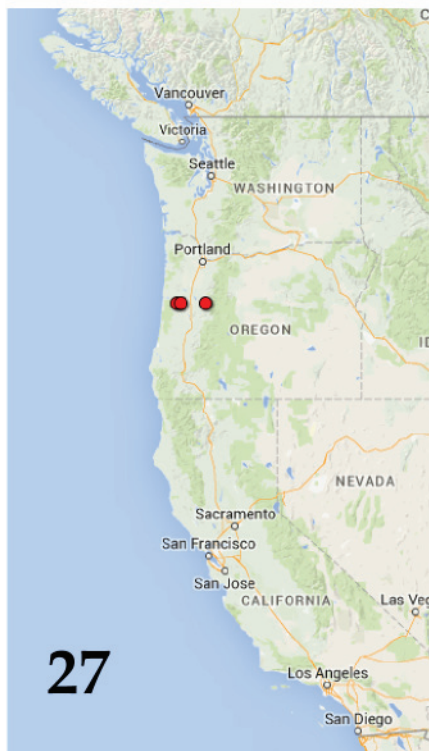 C
Vancouver
Victoria
Seattle
WASHINGTON
Portland
OREGON
ID
NEVADA
Sacramento
San Francisco
San Jose
CALIFORNIA
Las Veg
Los Angeles
San Diego
27